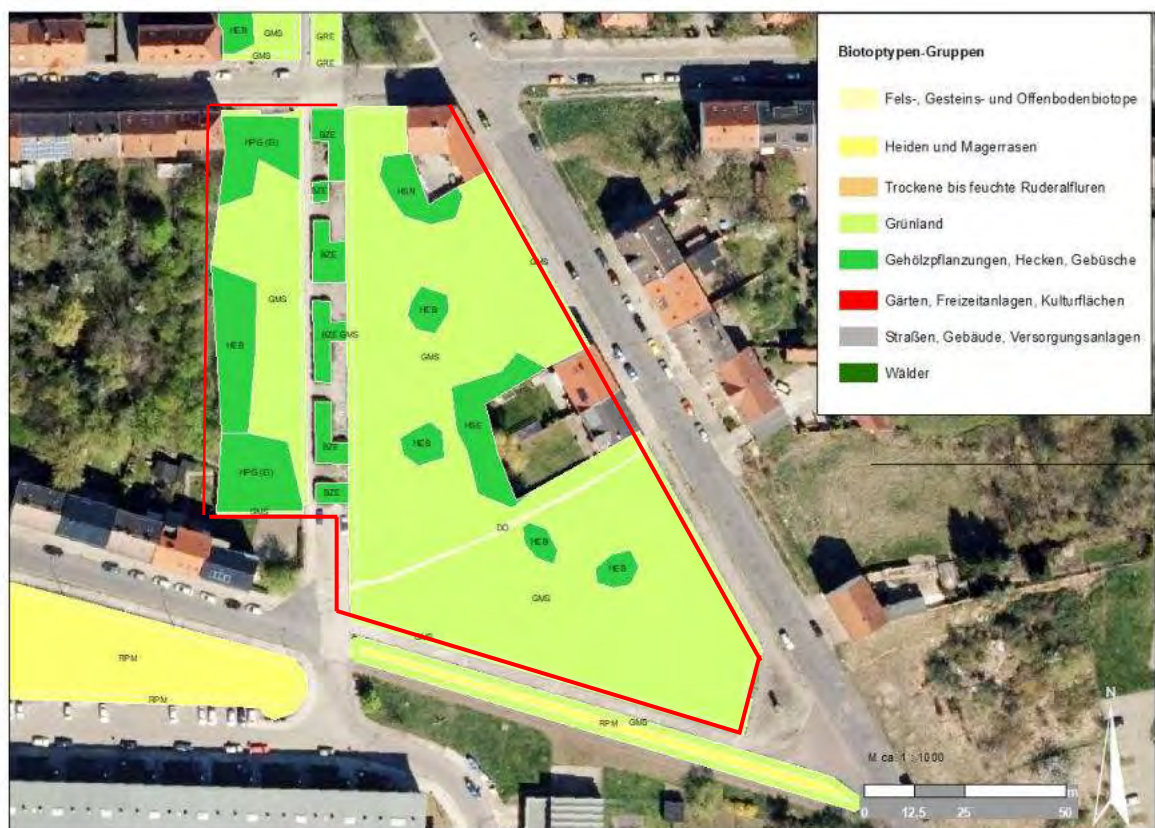 HEB
GMS
GRE
GMS
GRE
Biotoptypen-Gruppen
Fels-, Gesteins- und Offenbodenbiotope
Heiden und Magerrasen
Trockene bis feuchte Ruderalfluren
Grünland
Gehölzpflanzungen, Hecken, Gebüsche
Gärten, Freizeitanlagen, Kulturflächen
Straßen, Gebäude, Versorgungsanlagen
Wälder
HPG (EI)
BZE
HSN
BZE
BZE
GMS
GMS
HEB
BZE GMS
HEB
GMS
HSE
HEB
BZE
HPG (EI)
BZE
GMS
DO
HEB
HEB
GMS
GMS
RPM
RPM
RPM
GMS
N
M ca. 1 : 1000
m
0
12.5
25
50